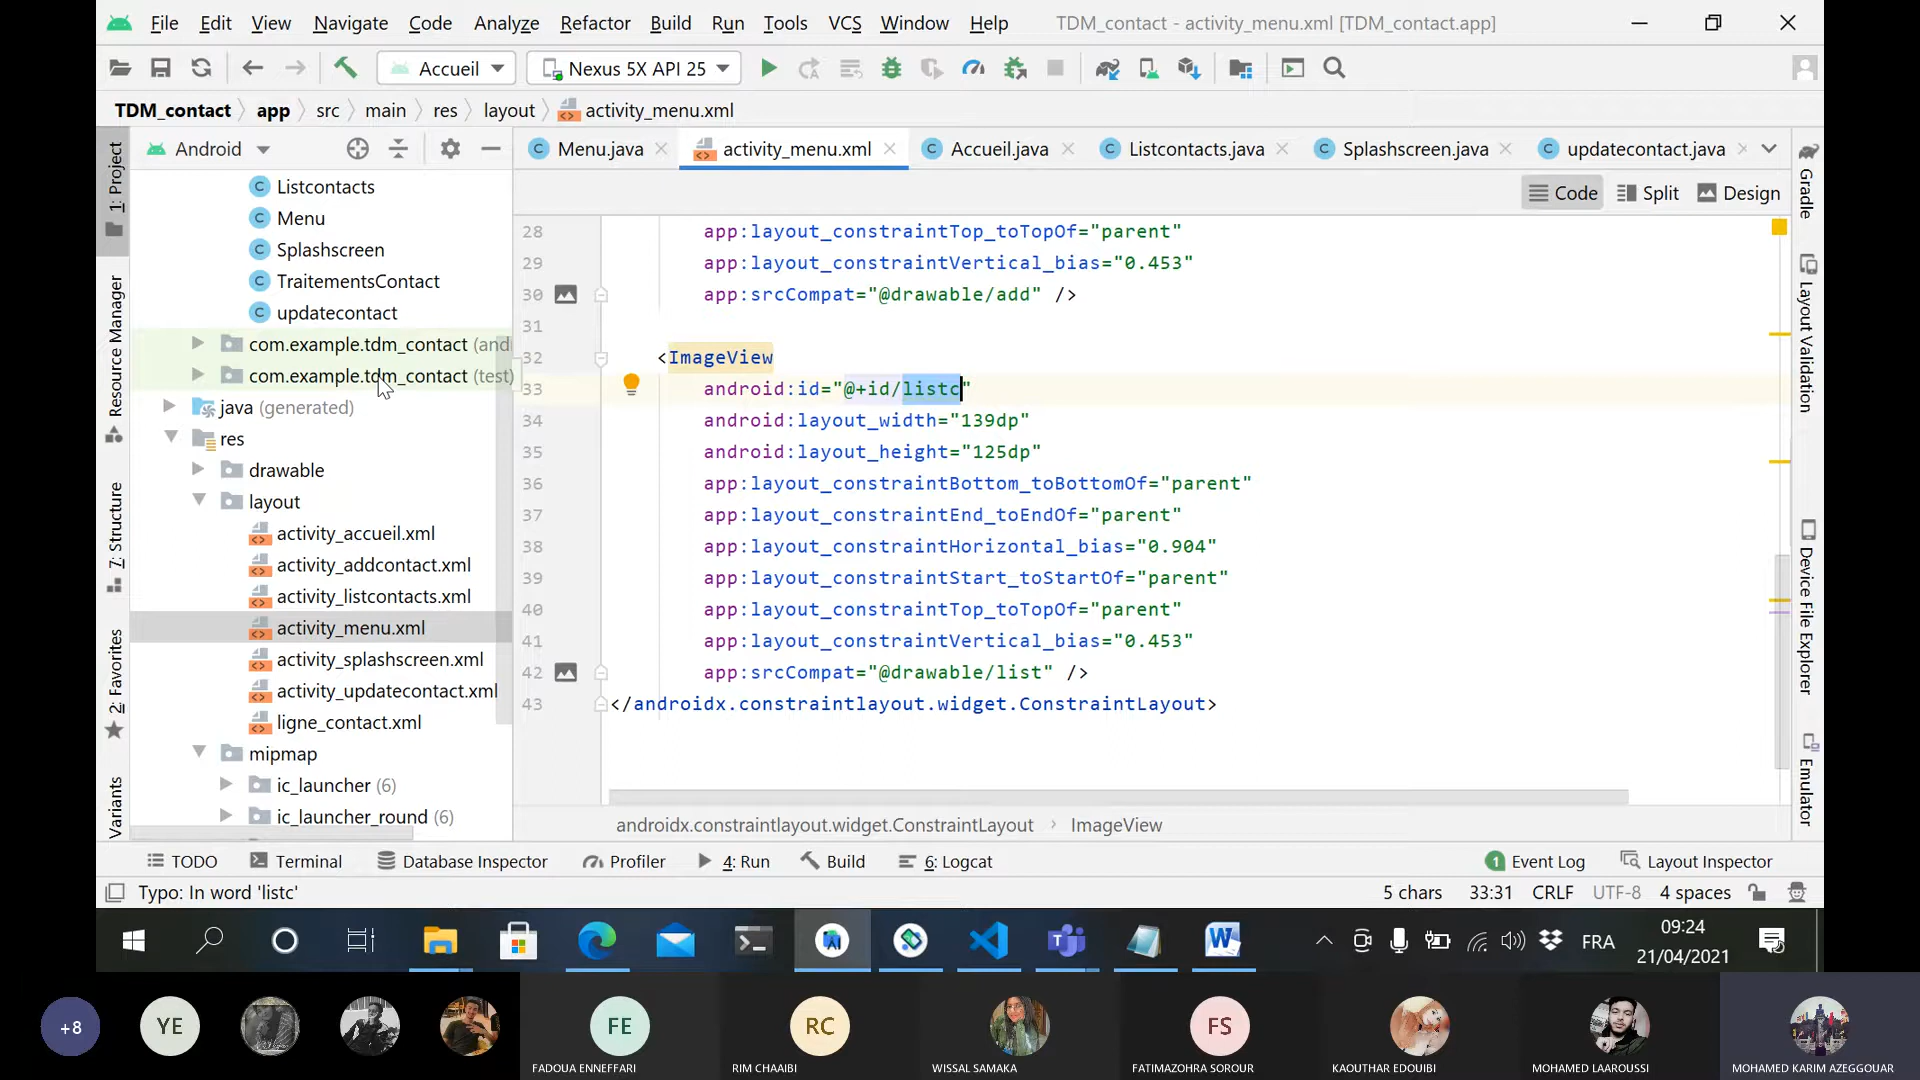 File Edit View Navigate Code Analyze Refactor Build Run Tools VCS Window Help TDM_contact - activity_menu.xml [TDM_contact.app]
Accueil Nexus 5X API 25
TDM_contact app src main res layout activity_menu.xml
Android Menu.java activity_menu.xml Accueil.java Listcontacts.java Splashscreen.java updatecontact.java
Code Split Design
1: Project
Resource Manager
7: Structure
2: Favorites
Variants
Listcontacts
Menu
Splashscreen
TraitementsContact
updatecontact
com.example.tdm_contact (and
com.example.tdm_contact (test)
java (generated)
res
drawable
layout
activity_accueil.xml
activity_addcontact.xml
activity_listcontacts.xml
activity_menu.xml
activity_splashscreen.xml
activity_updatecontact.xml
ligne_contact.xml
mipmap
ic_launcher (6)
ic_launcher_round (6)
28 app:layout_constraintTop_toTopOf="parent"
29 app:layout_constraintVertical_bias="0.453"
30 app:srcCompat="@drawable/add" />
31
32 <ImageView
33 android:id="@+id/listc"
34 android:layout_width="139dp"
35 android:layout_height="125dp"
36 app:layout_constraintBottom_toBottomOf="parent"
37 app:layout_constraintEnd_toEndOf="parent"
38 app:layout_constraintHorizontal_bias="0.904"
39 app:layout_constraintStart_toStartOf="parent"
40 app:layout_constraintTop_toTopOf="parent"
41 app:layout_constraintVertical_bias="0.453"
42 app:srcCompat="@drawable/list" />
43 </androidx.constraintlayout.widget.ConstraintLayout>
androidx.constraintlayout.widget.ConstraintLayout ImageView
Gradle
Layout Validation
Device File Explorer
Emulator
TODO Terminal Database Inspector Profiler 4: Run Build 6: Logcat 1 Event Log Layout Inspector
Typo: In word 'listc' 5 chars 33:31 CRLF UTF-8 4 spaces
FRA 09:24
21/04/2021
+8 YE FE RC FS
FADOUA ENNEFFARI RIM CHAAIBI WISSAL SAMAKA FATIMAZOHRA SOROUR KAOUTHAR EDOUIBI MOHAMED LAAROUSSI MOHAMED KARIM AZEGGOUAR